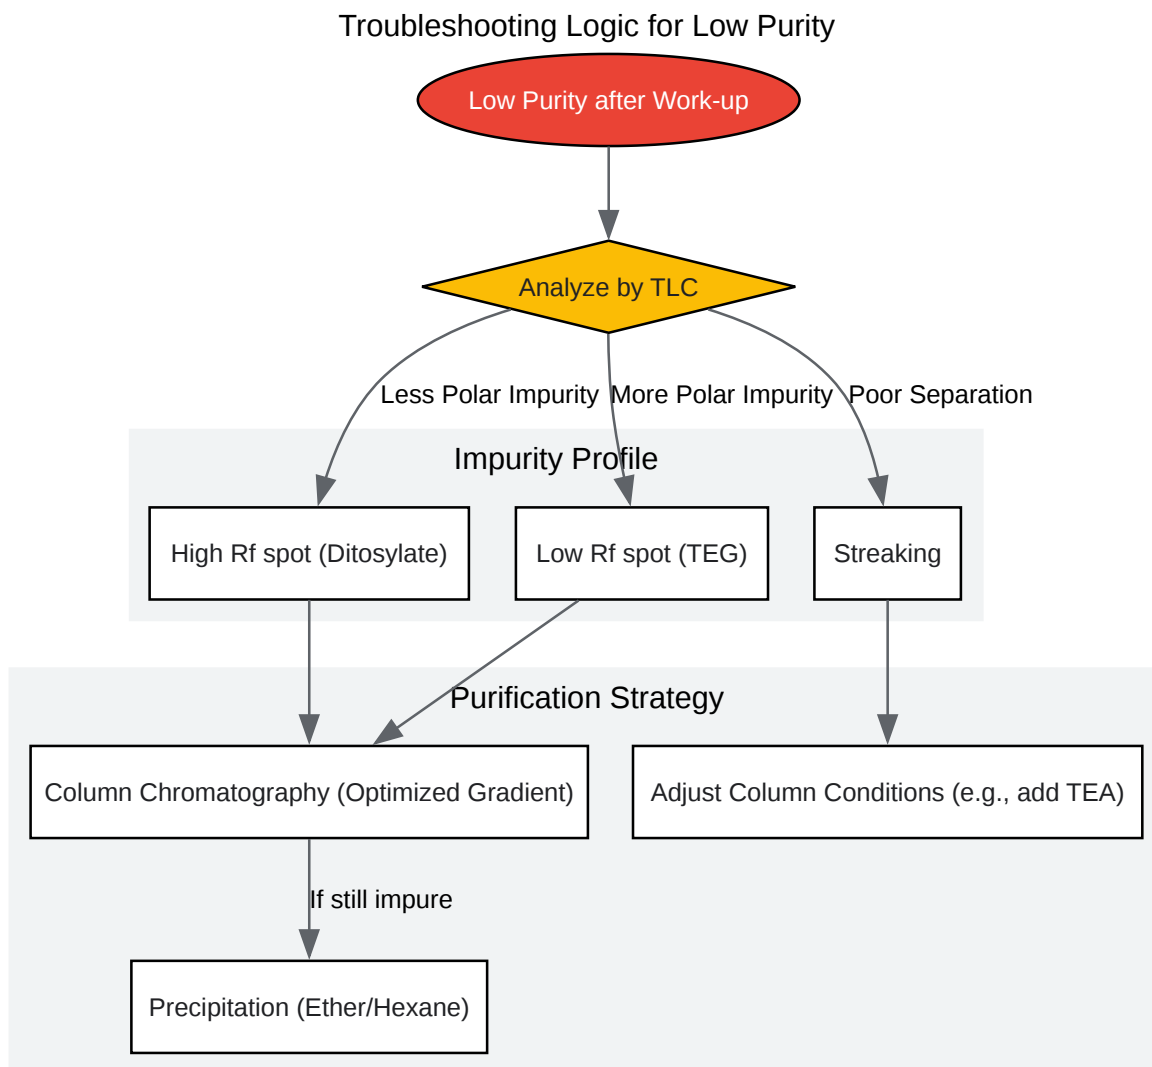 Troubleshooting Logic for Low Purity
Low Purity after Work-up
Analyze by TLC
Less Polar Impurity
More Polar Impurity
Poor Separation
Impurity Profile
High Rf spot (Ditosylate)
Low Rf spot (TEG)
Streaking
Purification Strategy
Column Chromatography (Optimized Gradient)
Adjust Column Conditions (e.g., add TEA)
If still impure
Precipitation (Ether/Hexane)